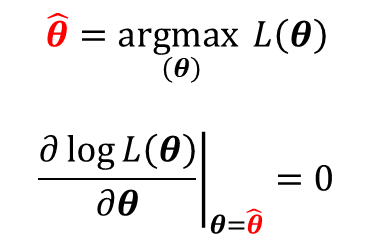 𝜽̂ = argmax L(𝜽)
(𝜽)
∂ log L(𝜽)
∂𝜽
𝜽=𝜽̂
= 0